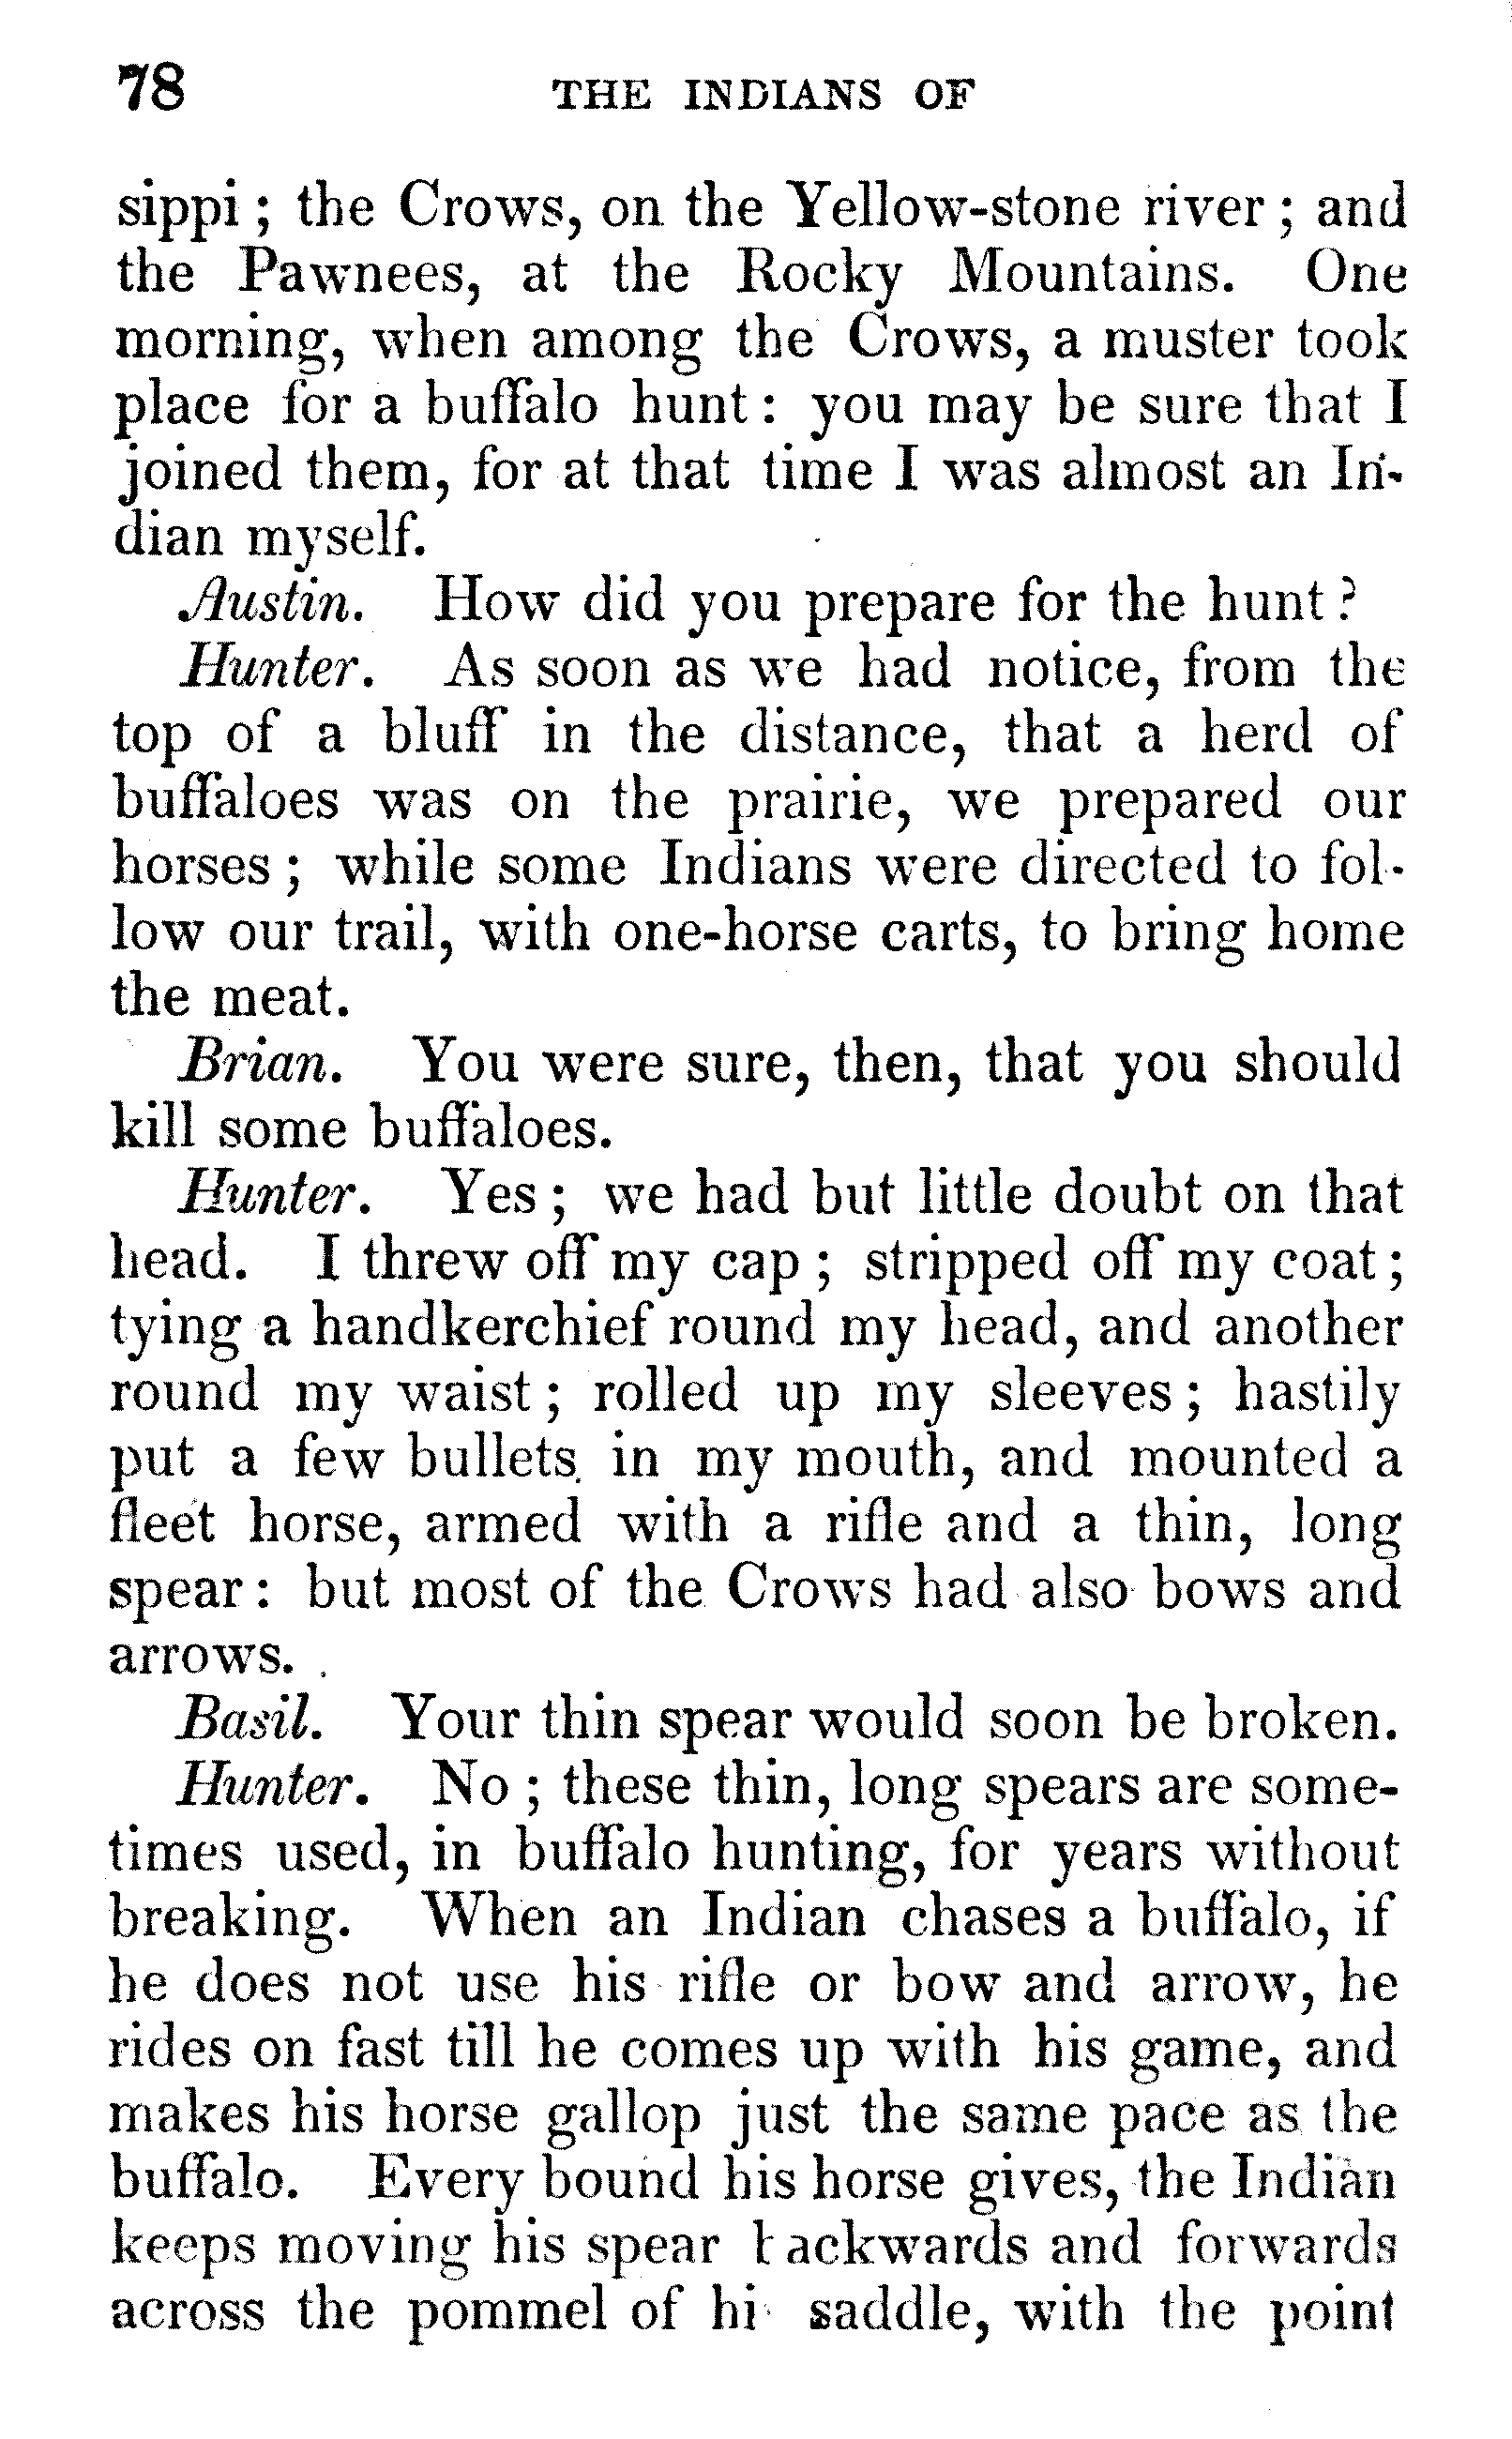 78 THE INDIANS OF
sippi ; the Crows, on the Yellow-stone river ; and
the Pawnees, at the Rocky Mountains. One
morning, when among the Crows, a muster took
place for a buffalo hunt : you may be sure that I
joined them, for at that time I was almost an In-
dian myself.
Austin. How did you prepare for the hunt ?
Hunter. As soon as we had notice, from the
top of a bluff in the distance, that a herd of
buffaloes was on the prairie, we prepared our
horses ; while some Indians were directed to fol-
low our trail, with one-horse carts, to bring home
the meat.
Brian. You were sure, then, that you should
kill some buffaloes.
Hunter. Yes ; we had but little doubt on that
head. I threw off my cap ; stripped off my coat ;
tying a handkerchief round my head, and another
round my waist ; rolled up my sleeves ; hastily
put a few bullets in my mouth, and mounted a
fleet horse, armed with a rifle and a thin, long
spear : but most of the Crows had also bows and
arrows.
Basil. Your thin spear would soon be broken.
Hunter. No ; these thin, long spears are some-
times used, in buffalo hunting, for years without
breaking. When an Indian chases a buffalo, if
he does not use his rifle or bow and arrow, he
rides on fast till he comes up with his game, and
makes his horse gallop just the same pace as the
buffalo. Every bound his horse gives, the Indian
keeps moving his spear backwards and forwards
across the pommel of his saddle, with the point